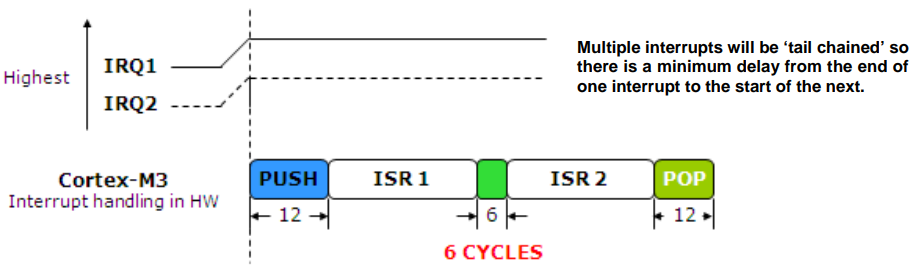 Highest
IRQ1
IRQ2
Multiple interrupts will be ‘tail chained’ so
there is a minimum delay from the end of
one interrupt to the start of the next.
Cortex-M3
Interrupt handling in HW
PUSH ISR 1 ISR 2 POP
12 6 12
6 CYCLES